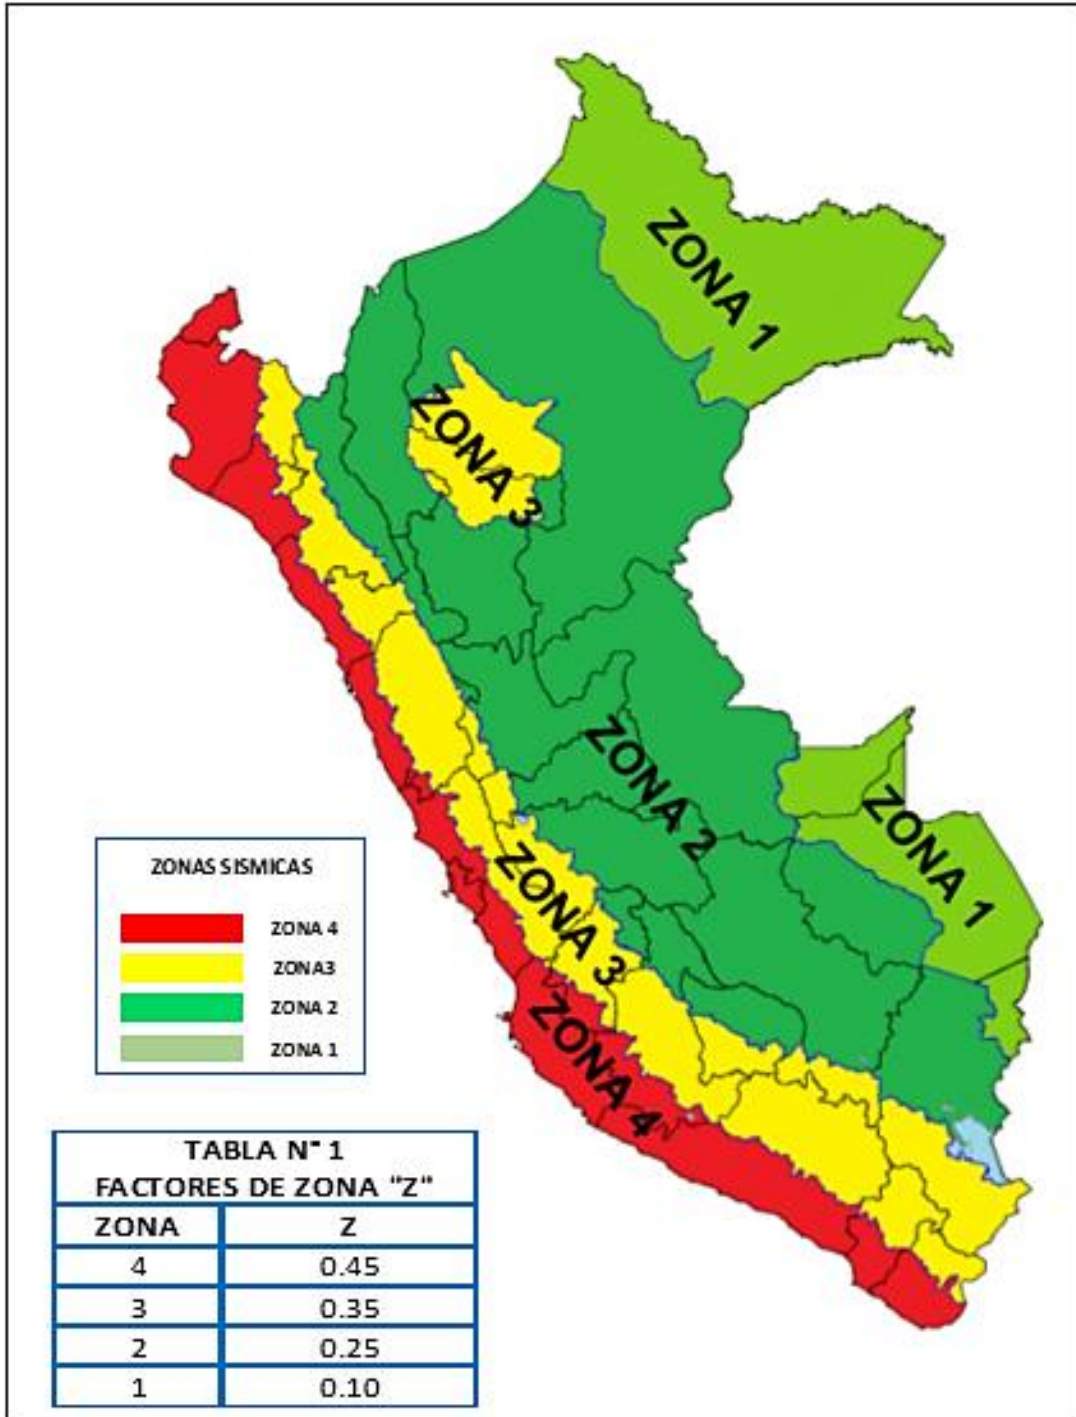 ZONA 1
ZONA 3
ZONA 2
ZONA 1
ZONA 3
ZONA 4
ZONAS SISMICAS
ZONA 4
ZONA3
ZONA 2
ZONA 1
TABLA N° 1
FACTORES DE ZONA "Z"
ZONA Z
4 0.45
3 0.35
2 0.25
1 0.10